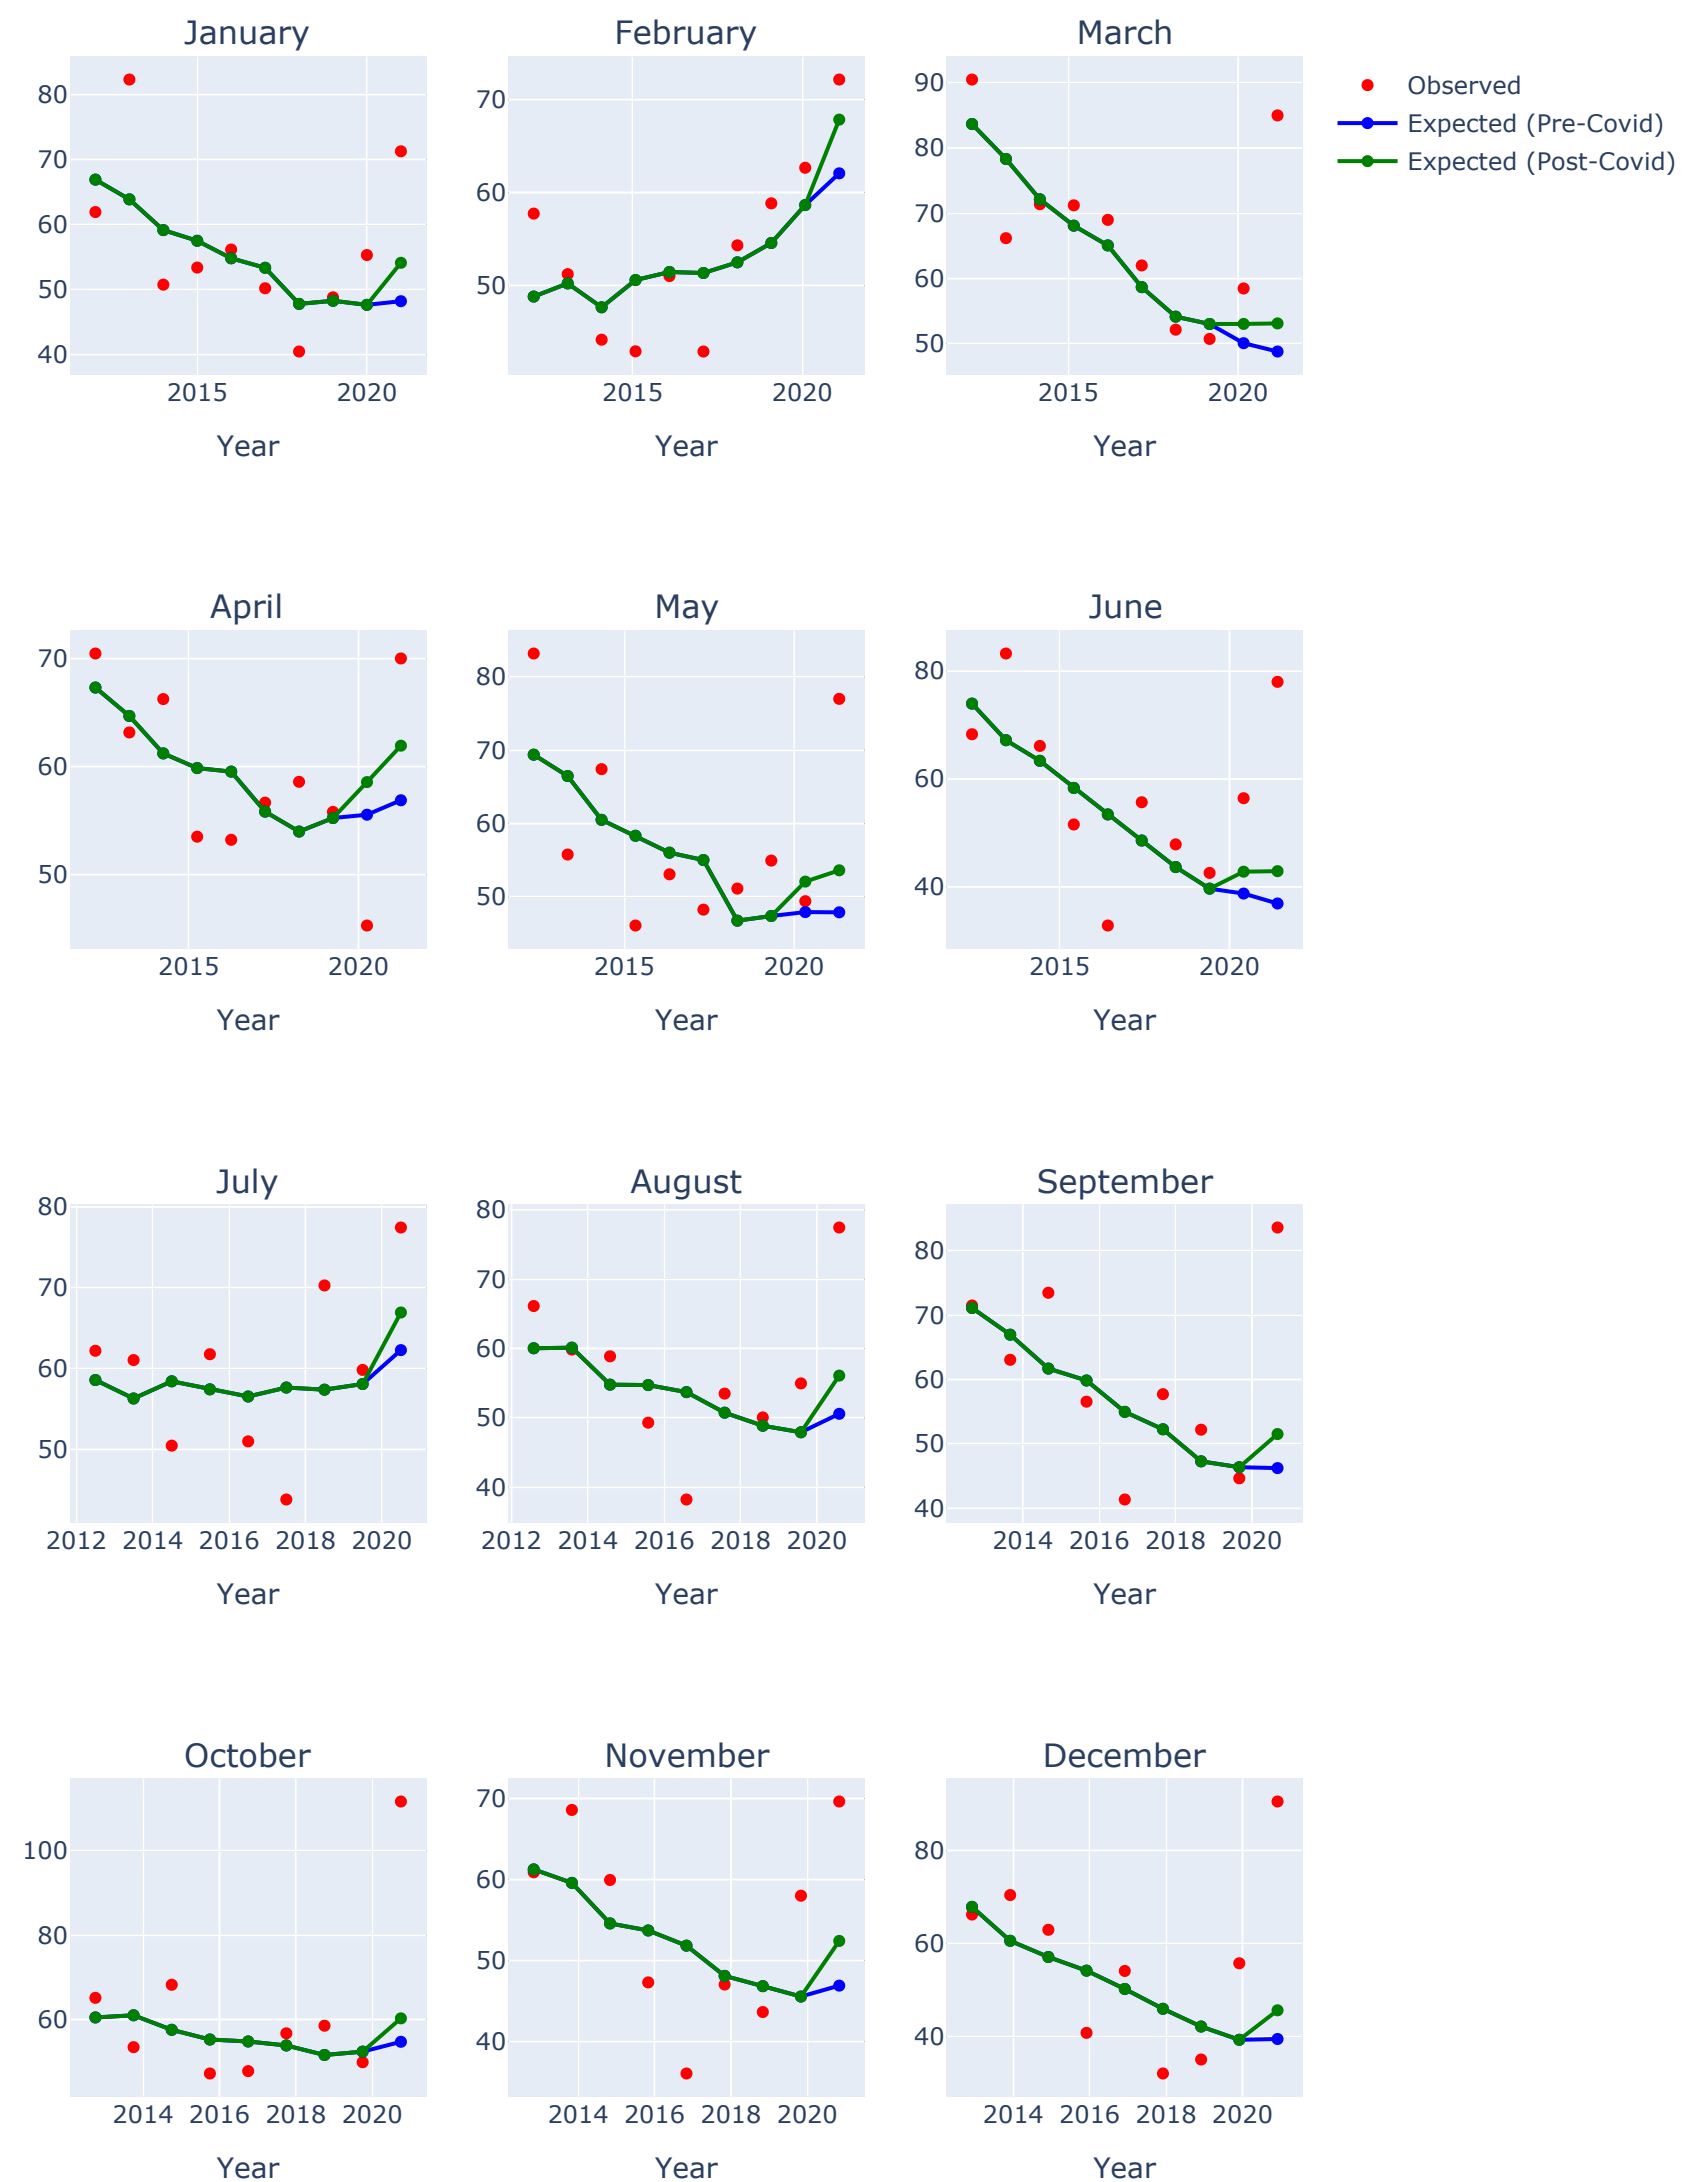 January
February
March
80
70
60
50
40
2015
2020
Year
70
60
50
2015
2020
Year
90
80
70
60
50
2015
2020
Year
Observed
Expected (Pre-Covid)
Expected (Post-Covid)
April
May
June
70
60
50
2015
2020
Year
80
70
60
50
2015
2020
Year
80
60
40
2015
2020
Year
July
August
September
80
70
60
50
2012 2014 2016 2018 2020
Year
80
70
60
50
40
2012 2014 2016 2018 2020
Year
80
70
60
50
40
2014 2016 2018 2020
Year
October
November
December
100
80
60
2014 2016 2018 2020
Year
70
60
50
40
2014 2016 2018 2020
Year
80
60
40
2014 2016 2018 2020
Year